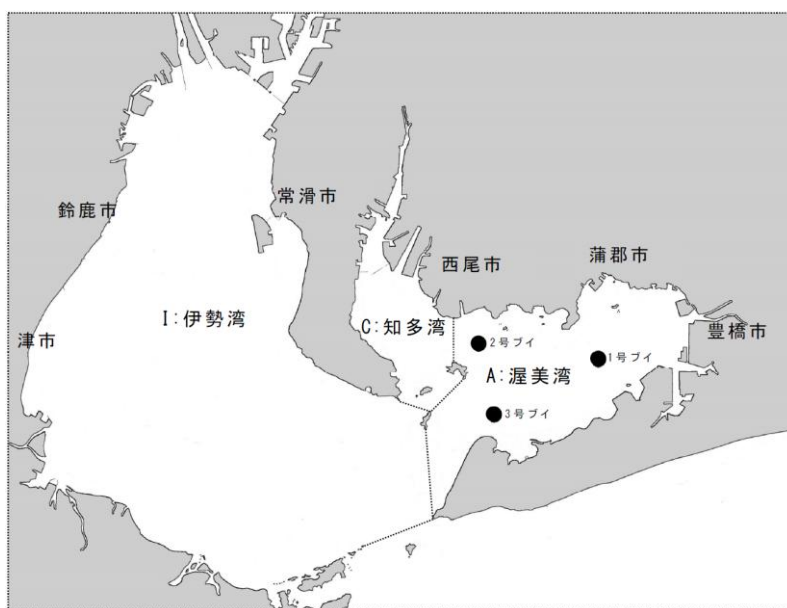 常滑市
鈴鹿市
蒲郡市
西尾市
I:伊勢湾
C:知多湾
豊橋市
津市
2号ブイ
1号ブイ
A:渥美湾
3号ブイ